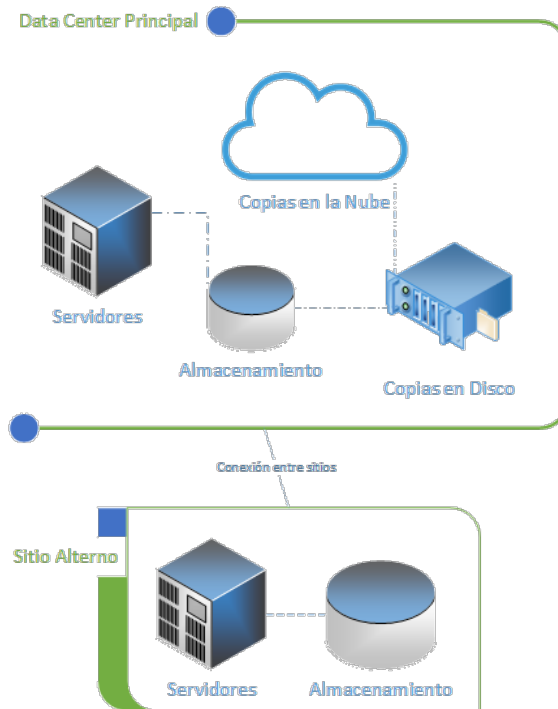 Data Center Principal
Copias en la Nube
Servidores
Almacenamiento
Copias en Disco
Conexión entre sitios
Sitio Alterno
Servidores
Almacenamiento